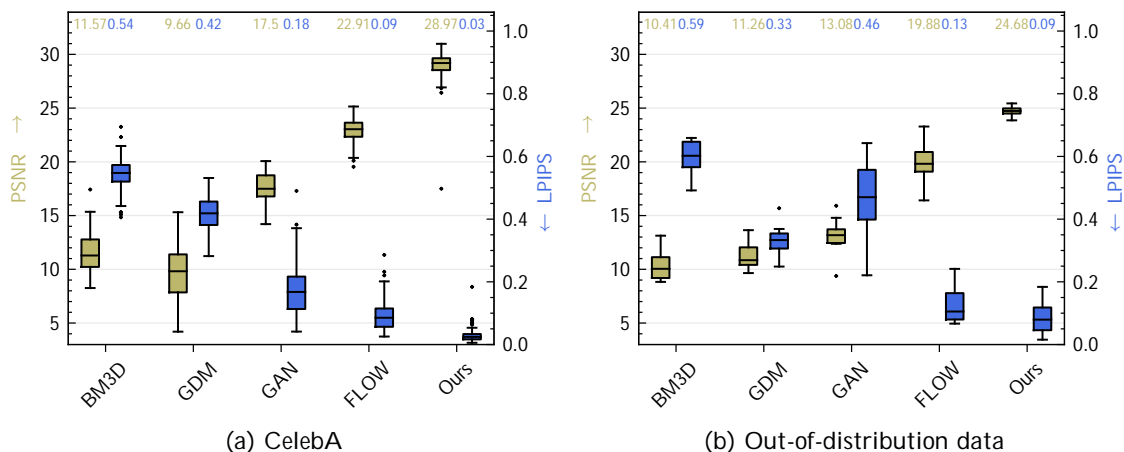 11.57 0.54 9.66 0.42 17.5 0.18 22.91 0.09 28.97 0.03
PSNR →
30
25
20
15
10
5
1.0
0.8
0.6
0.4
0.2
0.0
← LPIPS
BM3D GDM GAN FLOW Ours
(a) CelebA
10.41 0.59 11.26 0.33 13.08 0.46 19.88 0.13 24.68 0.09
PSNR →
30
25
20
15
10
5
1.0
0.8
0.6
0.4
0.2
0.0
← LPIPS
BM3D GDM GAN FLOW Ours
(b) Out-of-distribution data